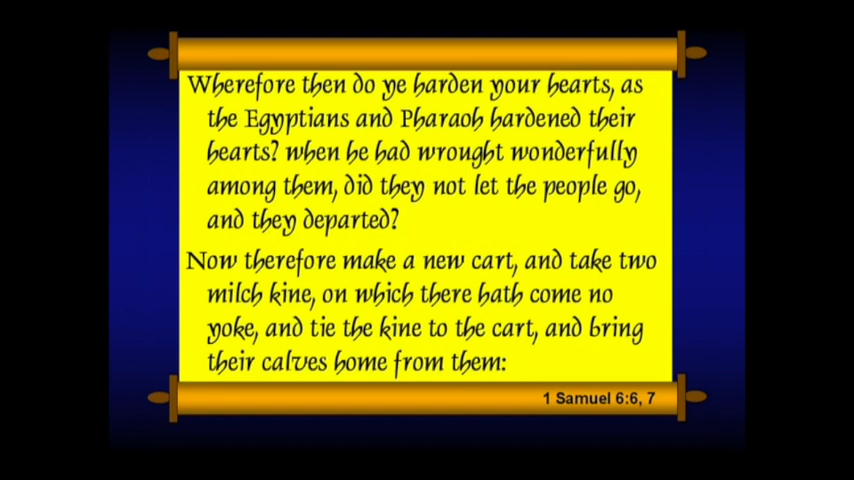 Wherefore then do ye harden your hearts, as
the Egyptians and Pharaoh hardened their
hearts? when he had wrought wonderfully
among them, did they not let the people go,
and they departed?
Now therefore make a new cart, and take two
milch kine, on which there hath come no
yoke, and tie the kine to the cart, and bring
their calves home from them:
1 Samuel 6:6, 7